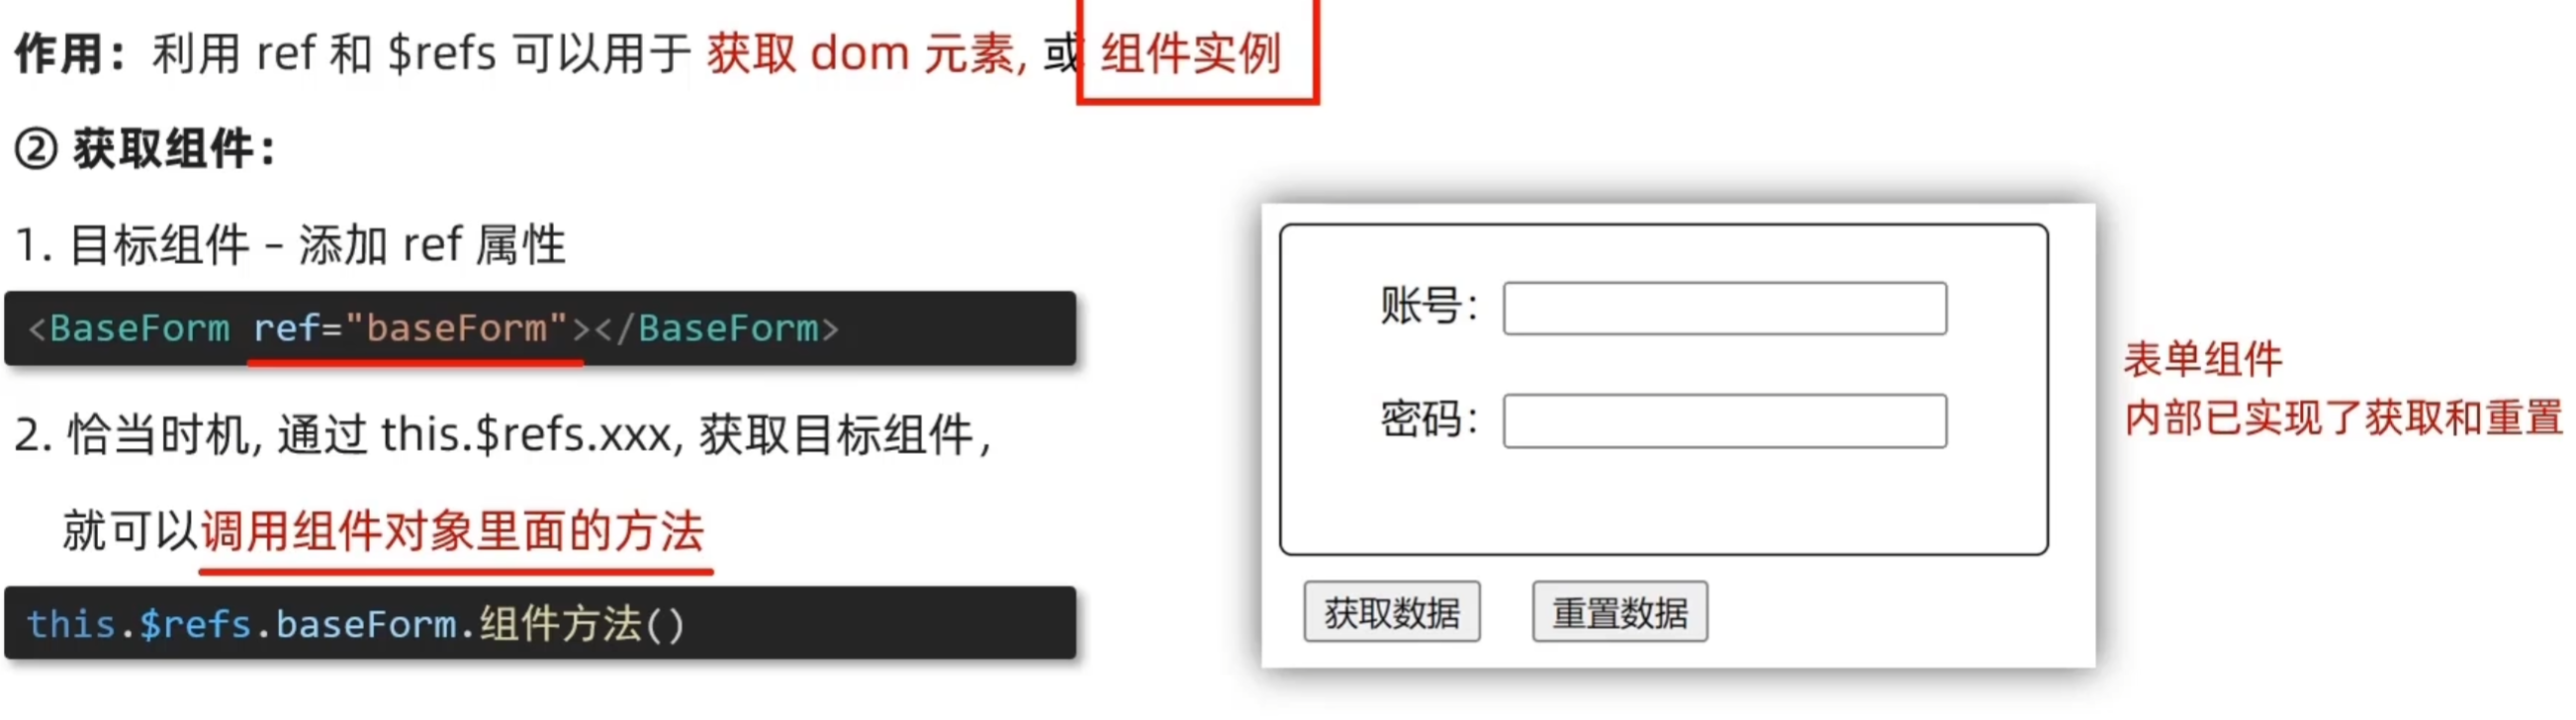 作用：利用 ref 和 $refs 可以用于 获取 dom 元素, 或 组件实例
② 获取组件：
1. 目标组件 – 添加 ref 属性
<BaseForm ref="baseForm"></BaseForm>
2. 恰当时机, 通过 this.$refs.xxx, 获取目标组件,
就可以调用组件对象里面的方法
this.$refs.baseForm.组件方法()
账号：
密码：
获取数据 重置数据
表单组件
内部已实现了获取和重置